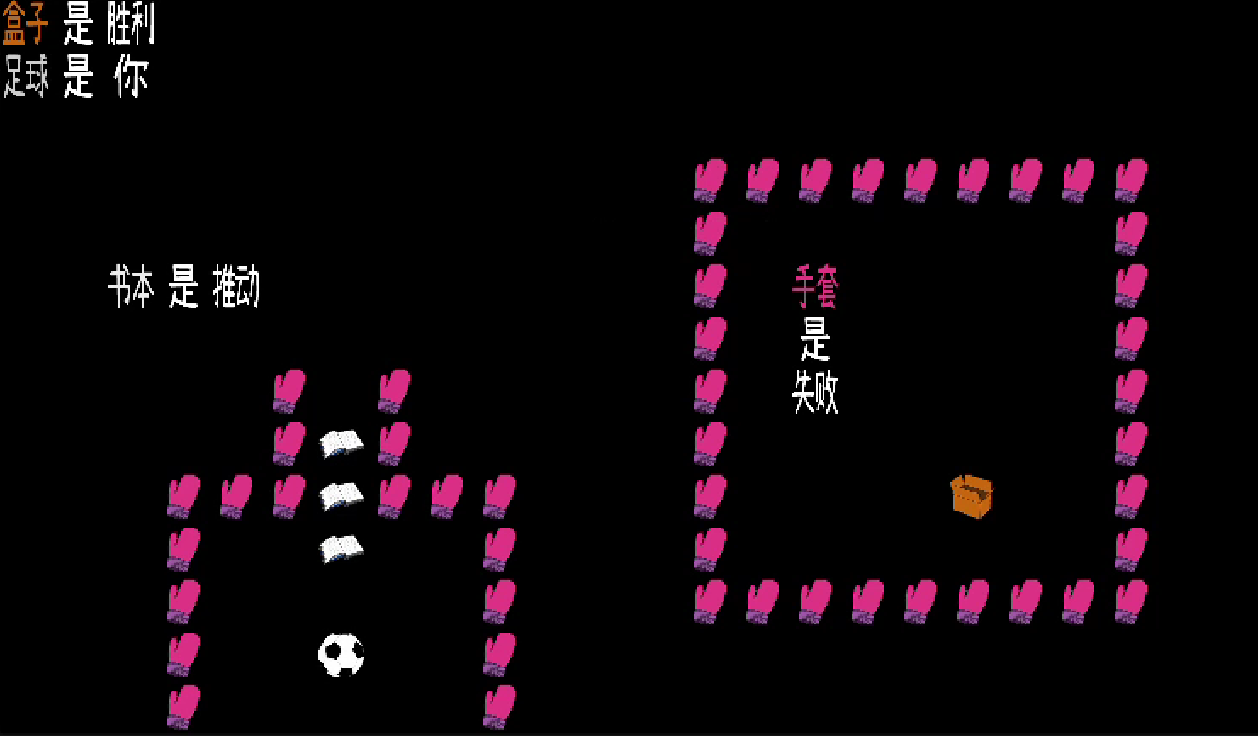 盒子 是 胜利
足球 是 你
书本 是 推动
手套
是
失败